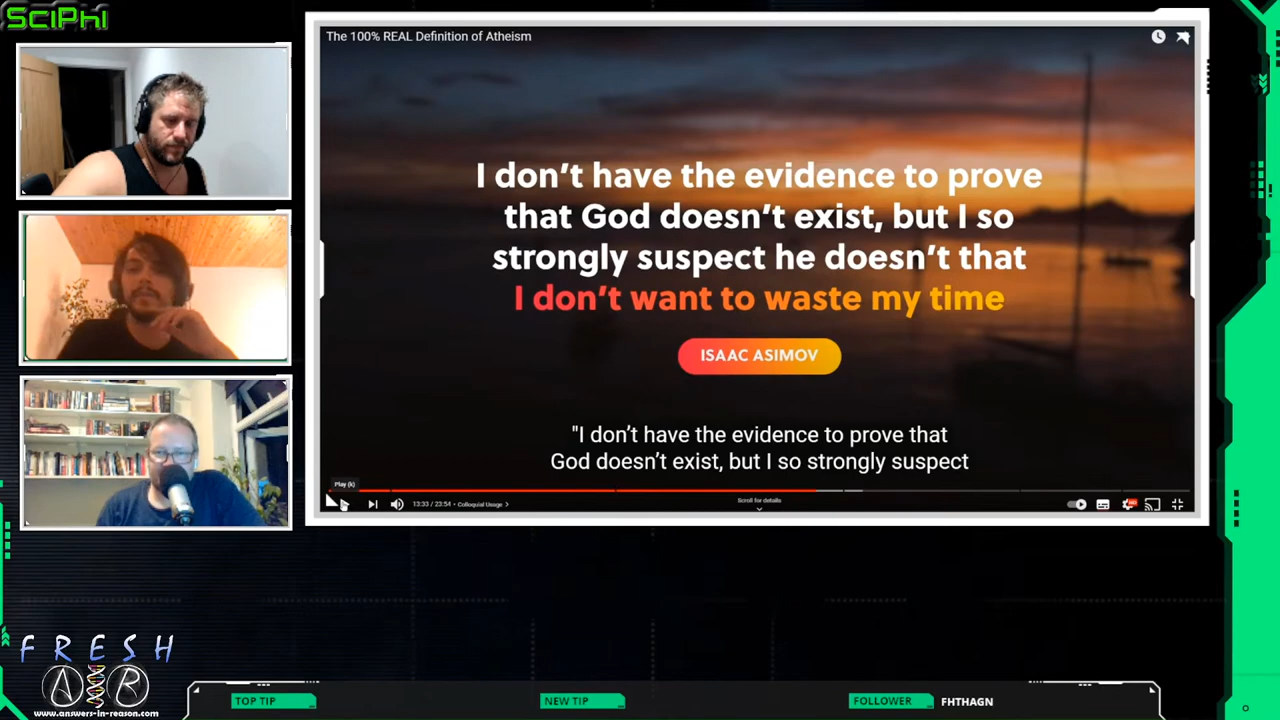 SciPhi
The 100% REAL Definition of Atheism
I don't have the evidence to prove
that God doesn't exist, but I so
strongly suspect he doesn't that
I don't want to waste my time
ISAAC ASIMOV
"I don't have the evidence to prove that
God doesn't exist, but I so strongly suspect
Play (k)
13:33 / 23:54 • Colloquial Usage >
Scroll for details
FRESH
AiR
www.answers-in-reason.com
TOP TIP
NEW TIP
FOLLOWER
FHTHAGN